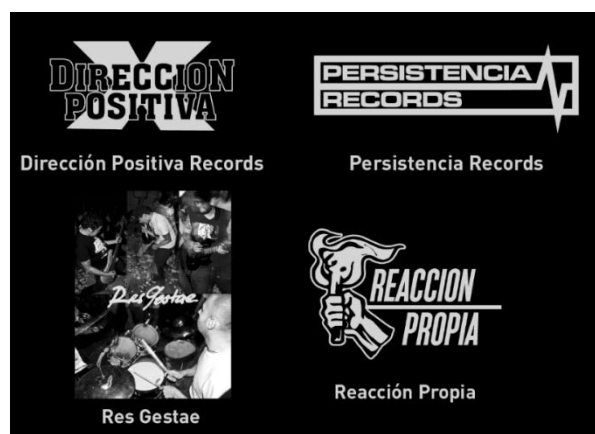 DIRECCION
POSITIVA
Dirección Positiva Records
PERSISTENCIA
RECORDS
Persistencia Records
Res Gestae
Res Gestae
REACCION
PROPIA
Reacción Propia